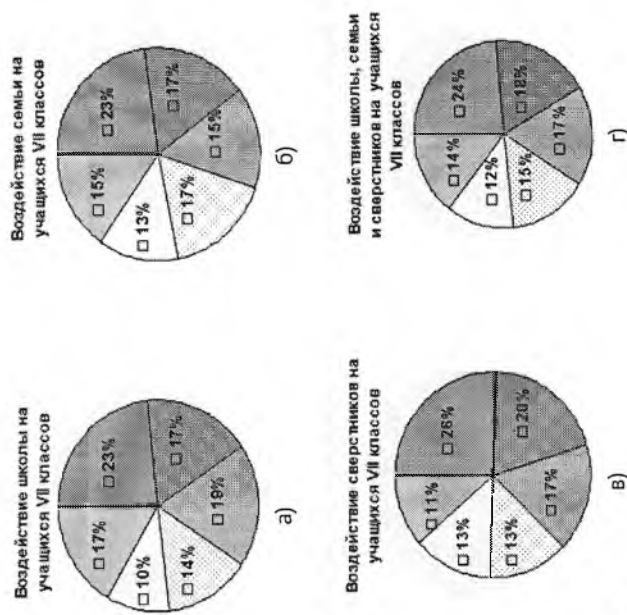 Воздействие школы на
учащихся VII классов
□ 17%
□ 23%
□ 10%
□ 17%
□ 14%
□ 19%
а)
Воздействие семьи на
учащихся VII классов
□ 15%
□ 23%
□ 13%
□ 17%
□ 17%
□ 15%
б)
Воздействие сверстников на
учащихся VII классов
□ 11%
□ 26%
□ 13%
□ 20%
□ 13%
□ 17%
в)
Воздействие школы, семьи
и сверстников на учащихся
VII классов
□ 14%
□ 24%
□ 12%
□ 18%
□ 15%
□ 17%
г)